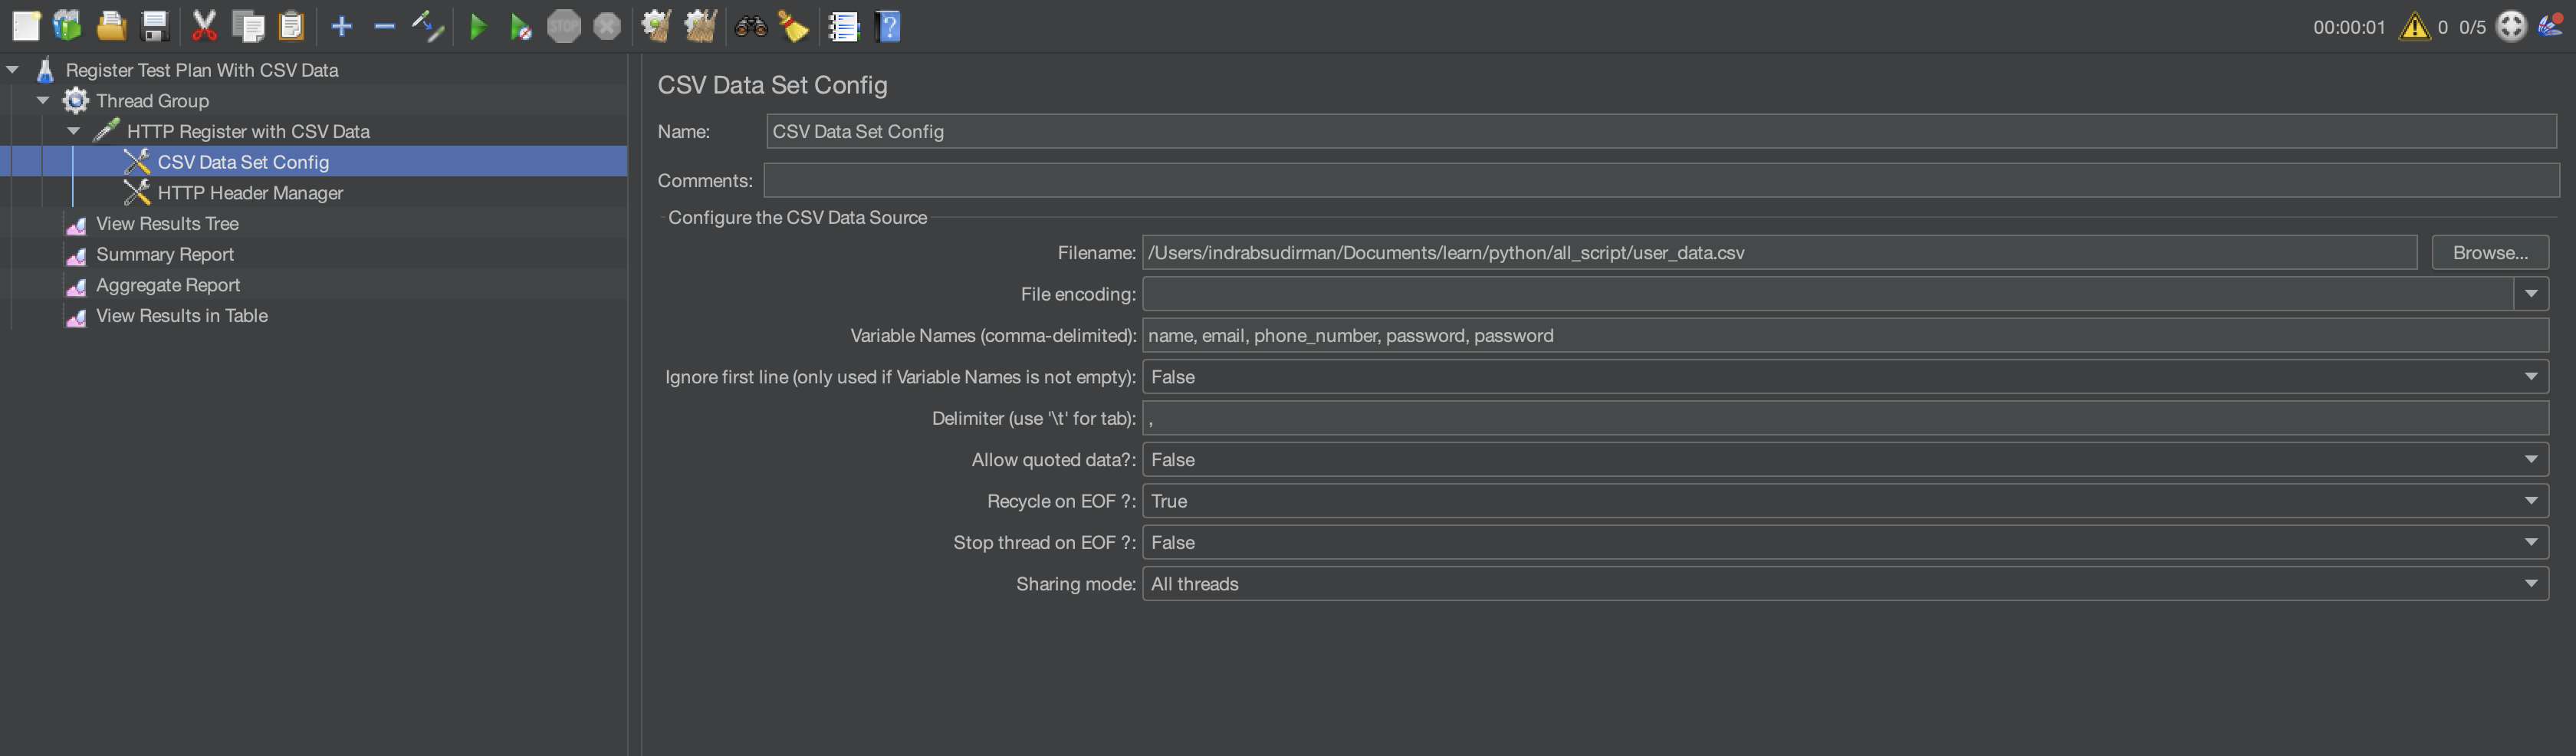 STOP
00:00:01 0 0/5
Register Test Plan With CSV Data
Thread Group
HTTP Register with CSV Data
CSV Data Set Config
HTTP Header Manager
View Results Tree
Summary Report
Aggregate Report
View Results in Table
CSV Data Set Config
Name: CSV Data Set Config
Comments:
Configure the CSV Data Source
Filename: /Users/indrabsudirman/Documents/learn/python/all_script/user_data.csv Browse...
File encoding:
Variable Names (comma-delimited): name, email, phone_number, password, password
Ignore first line (only used if Variable Names is not empty): False
Delimiter (use '\t' for tab): ,
Allow quoted data?: False
Recycle on EOF ?: True
Stop thread on EOF ?: False
Sharing mode: All threads